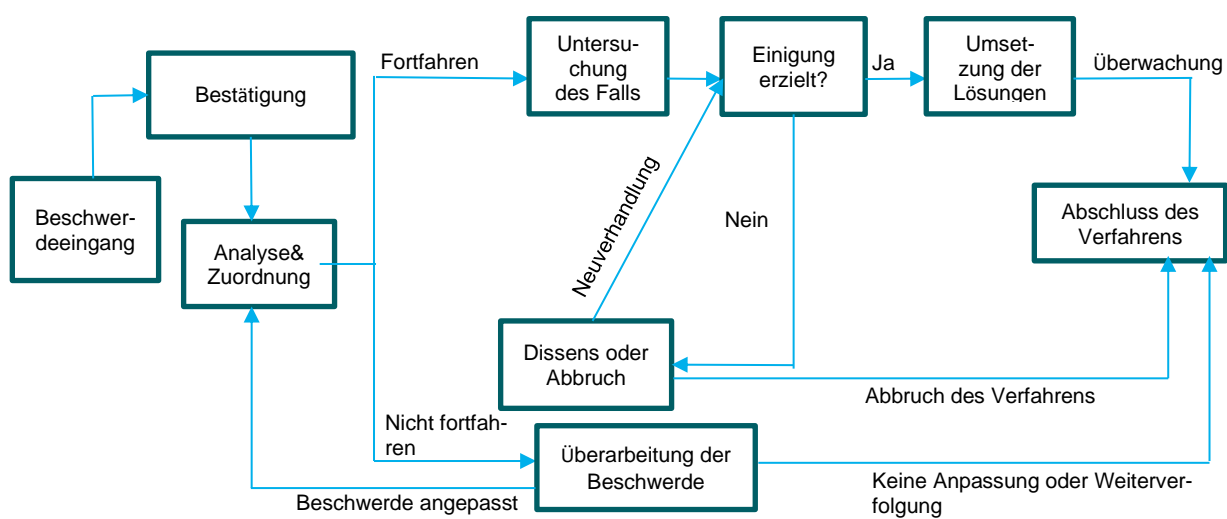 Fortfahren
Untersu-
chung
des Falls
Einigung
erzielt?
Ja
Umset-
zung der
Lösungen
Überwachung
Bestätigung
Beschwer-
deeingang
Analyse&
Zuordnung
Neuverhandlung
Nein
Abschluss des
Verfahrens
Dissens oder
Abbruch
Abbruch des Verfahrens
Nicht fortfah-
ren
Überarbeitung der
Beschwerde
Beschwerde angepasst
Keine Anpassung oder Weiterver-
folgung